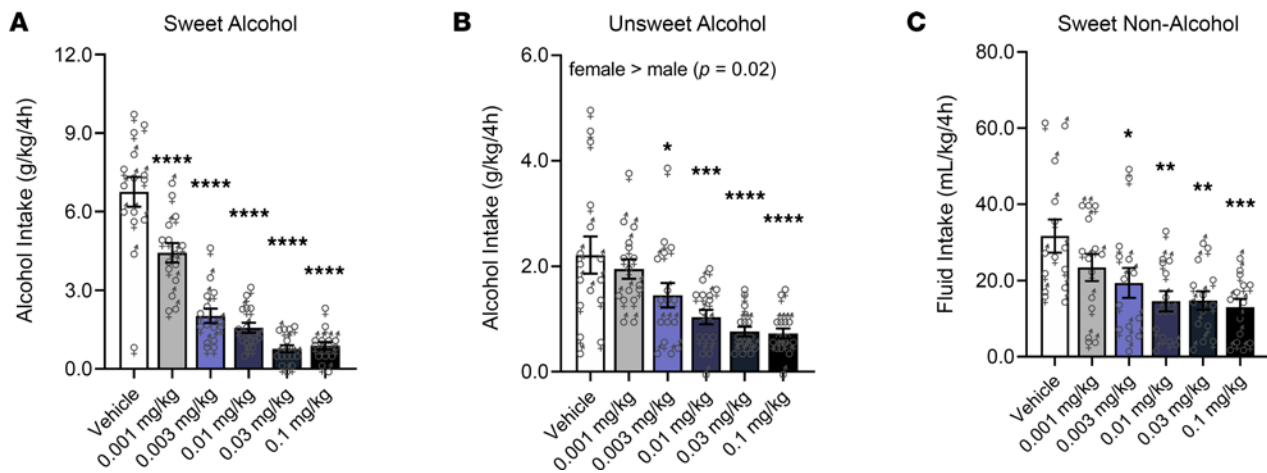 A
Sweet Alcohol
Alcohol Intake (g/kg/4h)
12.0
9.0
6.0
3.0
0.0
****
****
****
****
****
Vehicle
0.001 mg/kg
0.003 mg/kg
0.01 mg/kg
0.03 mg/kg
0.1 mg/kg
B
Unsweet Alcohol
female > male (p = 0.02)
Alcohol Intake (g/kg/4h)
6.0
4.0
2.0
0.0
*
***
****
****
Vehicle
0.001 mg/kg
0.003 mg/kg
0.01 mg/kg
0.03 mg/kg
0.1 mg/kg
C
Sweet Non-Alcohol
Fluid Intake (mL/kg/4h)
80.0
60.0
40.0
20.0
0.0
*
**
**
***
Vehicle
0.001 mg/kg
0.003 mg/kg
0.01 mg/kg
0.03 mg/kg
0.1 mg/kg